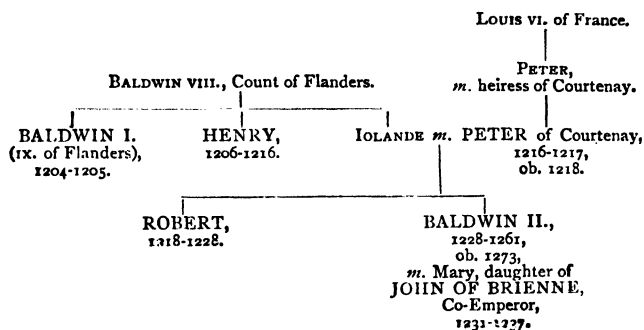 LOUIS VI. of France.
PETER,
m. heiress of Courtenay.
BALDWIN VIII., Count of Flanders.
BALDWIN I.
(IX. of Flanders),
1204-1205.
HENRY,
1206-1216.
IOLANDE m. PETER of Courtenay,
1216-1217,
ob. 1218.
ROBERT,
1218-1228.
BALDWIN II.,
1228-1261,
ob. 1273,
m. Mary, daughter of
JOHN OF BRIENNE,
Co-Emperor,
1231-1237.